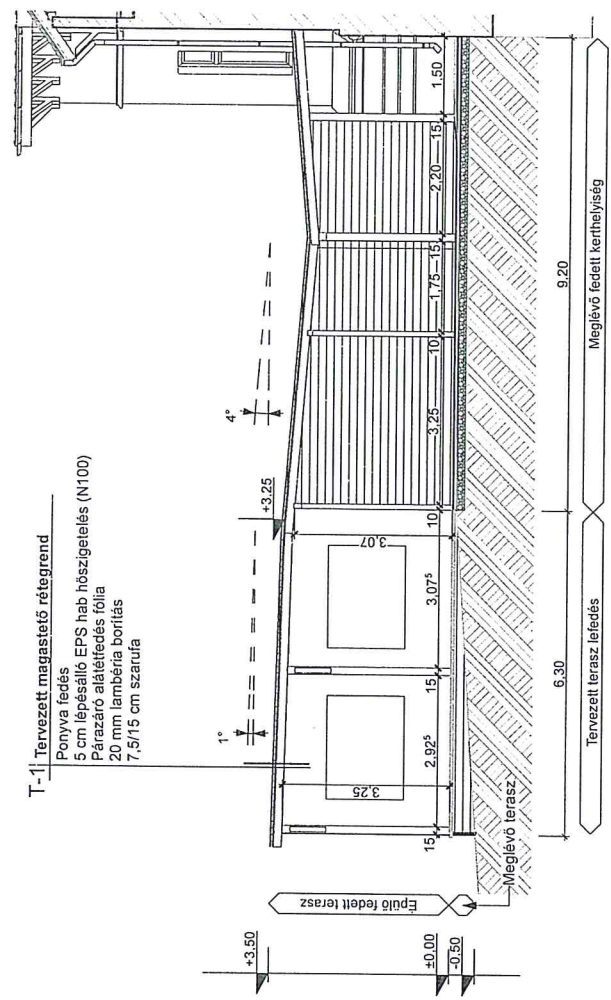 T-1 Tervezett magastető rétegrend
Ponyva fedés
5 cm lépésálló EPS hab hőszigetelés (N100)
Párazáró alátétfedés fólia
20 mm lambéria borítás
7,5/15 cm szarufa
1°
4°
+3.25
+3.50
±0,00
-0.50
Épülő fedett terasz
Meglévő terasz
3,25
3,07
15
2,92⁵
15
3,07⁵
10
3,25
10
1,75
15
2,20
15
1.50
6,30
9,20
Tervezett terasz lefedés
Meglévő fedett kerthelyiség